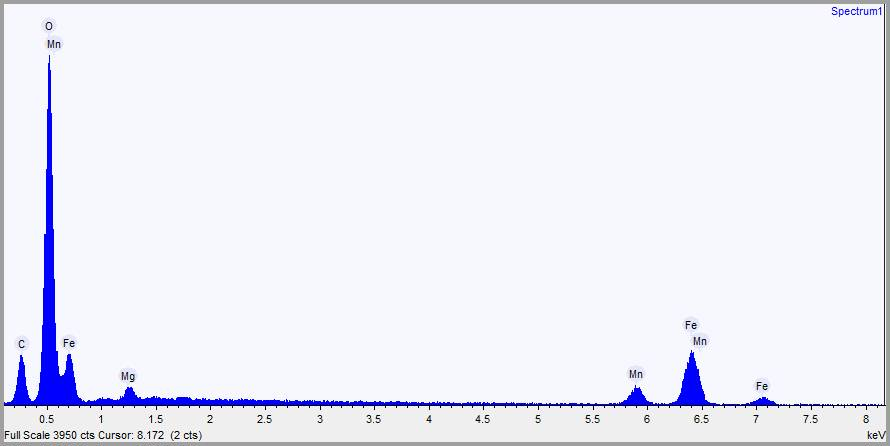 Spectrum1
O
Mn
C
Fe
Mg
Mn
Fe
Mn
Fe
0.5 1 1.5 2 2.5 3 3.5 4 4.5 5 5.5 6 6.5 7 7.5 8
Full Scale 3950 cts Cursor: 8.172 (2 cts) keV